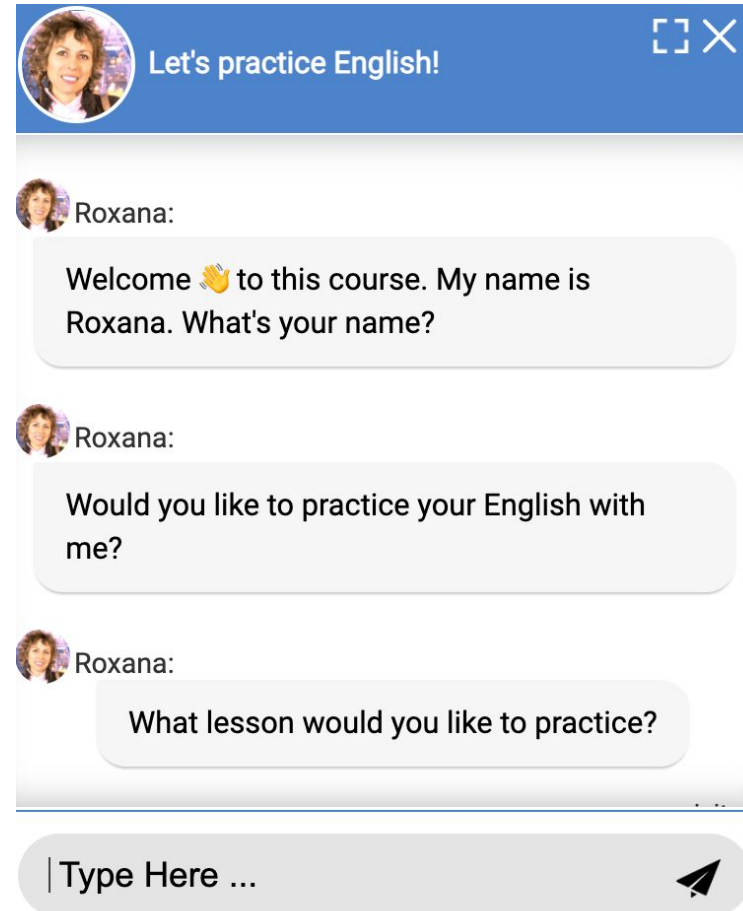 Let's practice English!
Roxana:
Welcome 👋 to this course. My name is
Roxana. What's your name?
Roxana:
Would you like to practice your English with
me?
Roxana:
What lesson would you like to practice?
Type Here ...